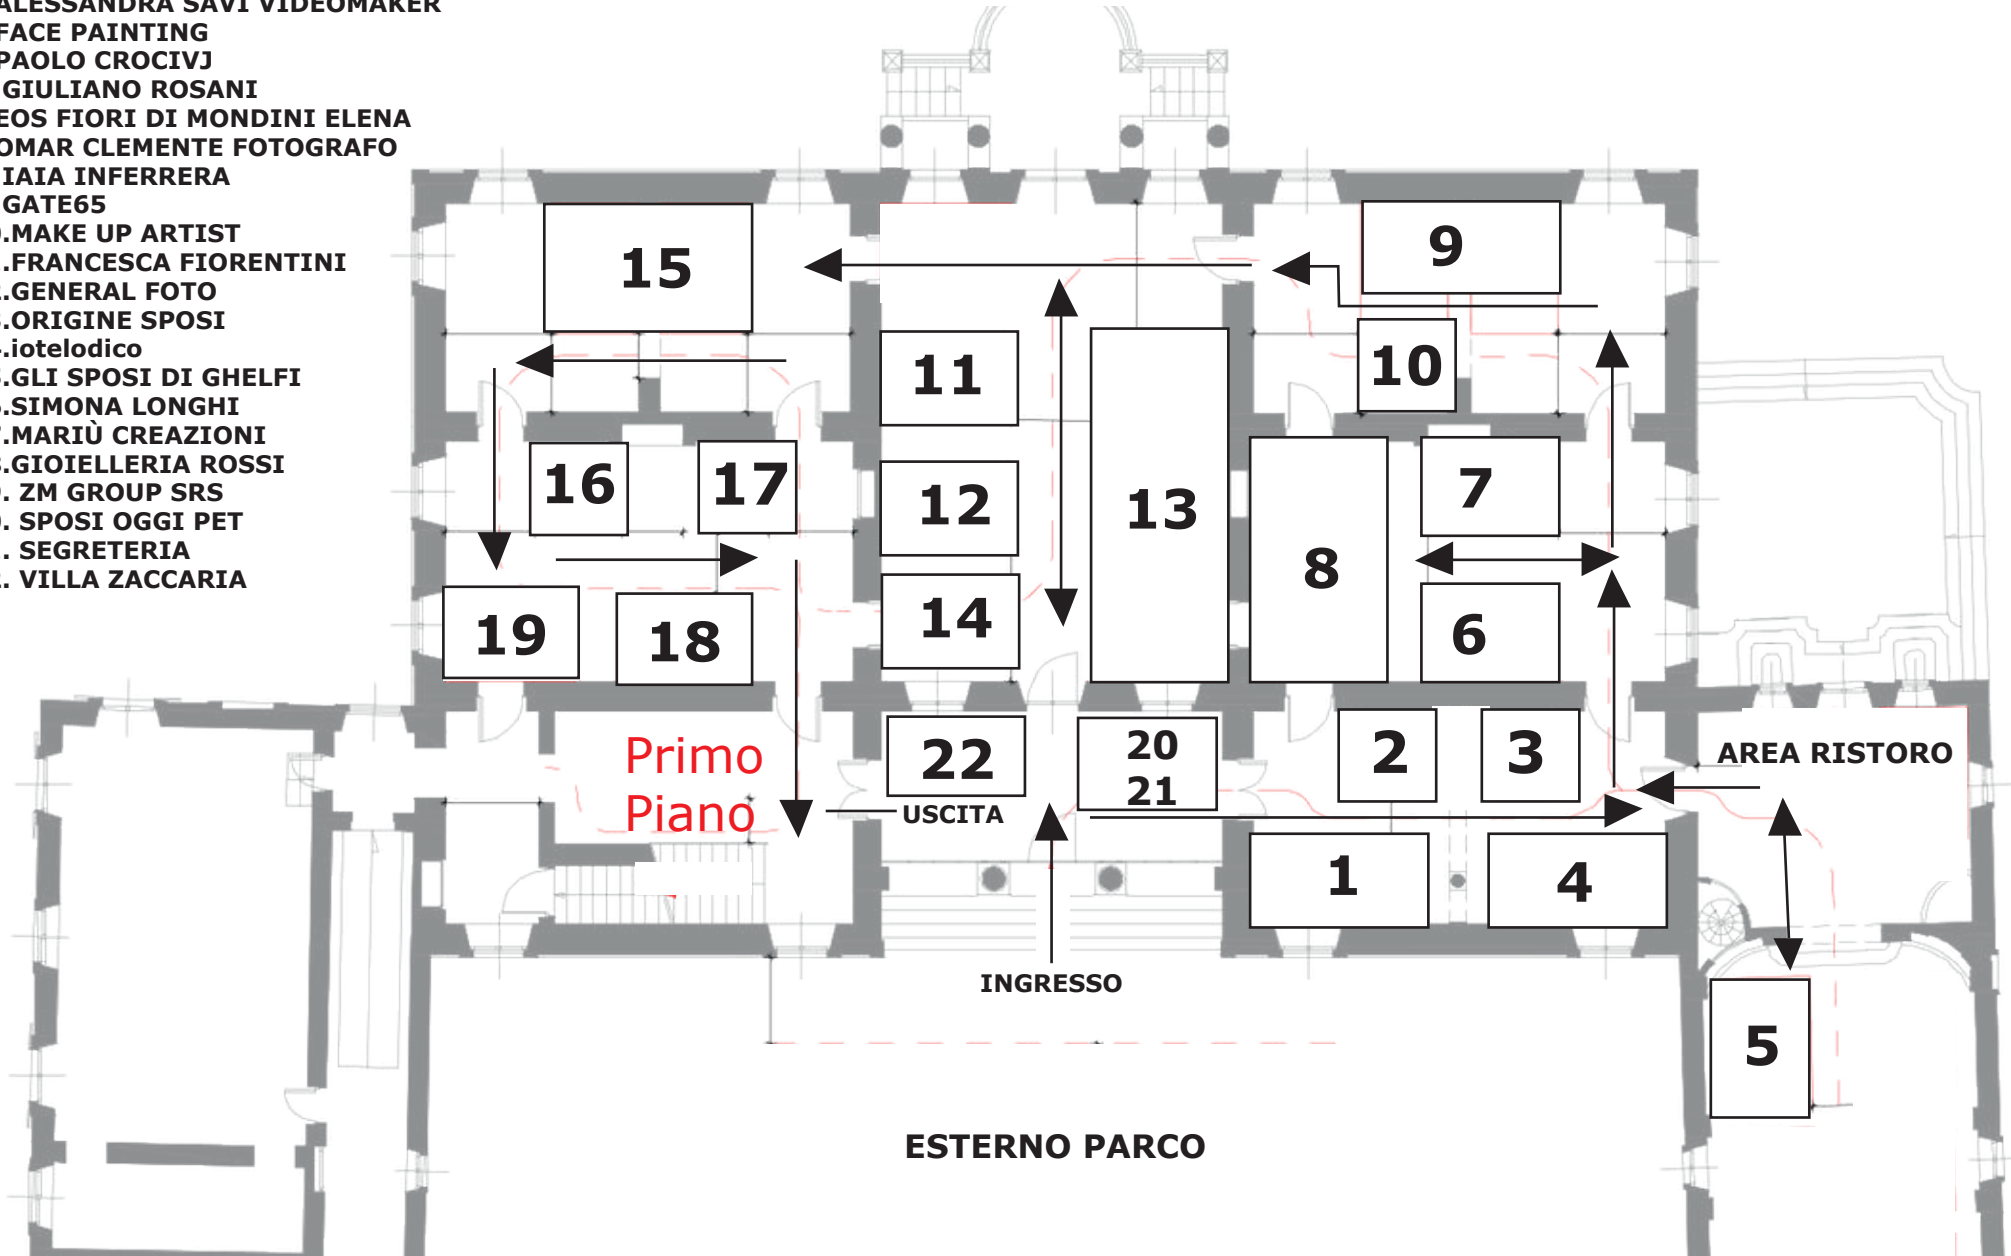 ALESSANDRA SAVI VIDEOMAKER
FACE PAINTING
PAOLO CROCIVJ
GIULIANO ROSANI
EOS FIORI DI MONDINI ELENA
OMAR CLEMENTE FOTOGRAFO
IAIA INFERRERA
GATE65
.MAKE UP ARTIST
.FRANCESCA FIORENTINI
.GENERAL FOTO
.ORIGINE SPOSI
.iotelodico
.GLI SPOSI DI GHELFI
.SIMONA LONGHI
.MARIÙ CREAZIONI
.GIOIELLERIA ROSSI
. ZM GROUP SRS
. SPOSI OGGI PET
. SEGRETERIA
. VILLA ZACCARIA
15
9
11
10
16
17
12
13
8
7
19
18
14
6
Primo
Piano
22
20
21
2
3
AREA RISTORO
USCITA
1
4
INGRESSO
5
ESTERNO PARCO